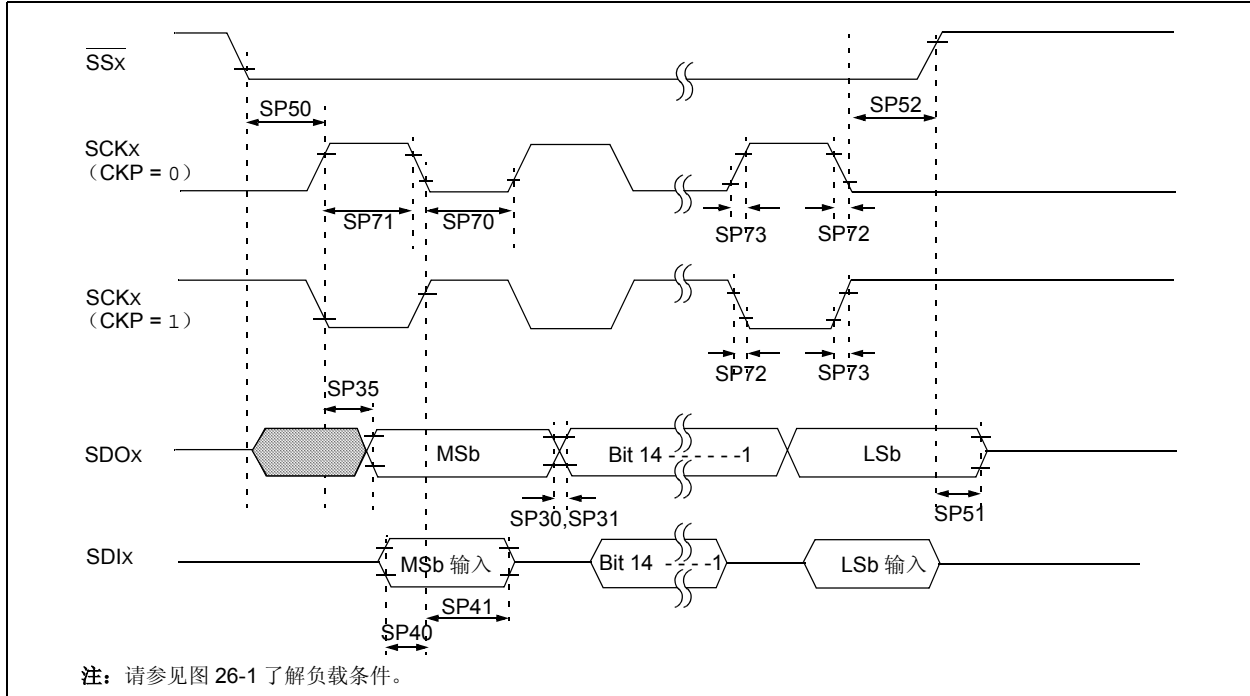 SSx
SP50
SP52
SCKx
（CKP = 0）
SP71
SP70
SP73
SP72
SCKx
（CKP = 1）
SP72
SP73
SP35
SDOx
MSb
Bit 14 - - - - - -1
LSb
SP30,SP31
SP51
SDIx
MSb 输入
Bit 14 - - - -1
LSb 输入
SP41
SP40
注：请参见图 26-1 了解负载条件。